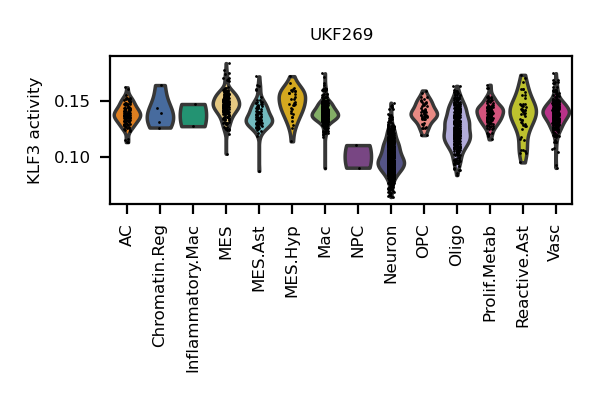 UKF269
KLF3 activity
0.15
0.10
AC
Chromatin.Reg
Inflammatory.Mac
MES
MES.Ast
MES.Hyp
Mac
NPC
Neuron
OPC
Oligo
Prolif.Metab
Reactive.Ast
Vasc